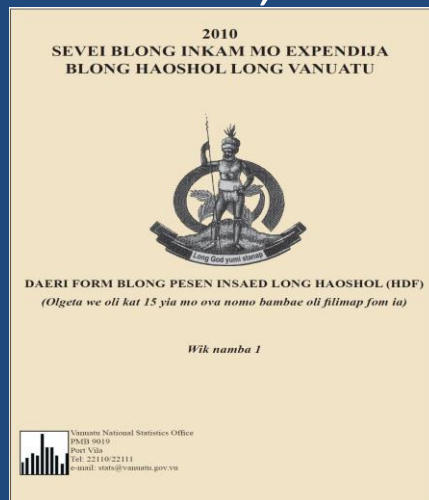 2010
SEVEI BLONG INKAM MO EXPENDIJA
BLONG HAOSHOL LONG VANUATU
Long God yumi stanap
DAERI FORM BLONG PESEN INSAED LONG HAOSHOL (HDF)
(Olgeta we oli kat 15 yia mo ova nomo bambae oli filimap fom ia)
Wik namba 1
Vanuatu National Statistics Office
PMB 9019
Port Vila
Tel: 22110/22111
e-mail: stats@vanuatu.gov.vu